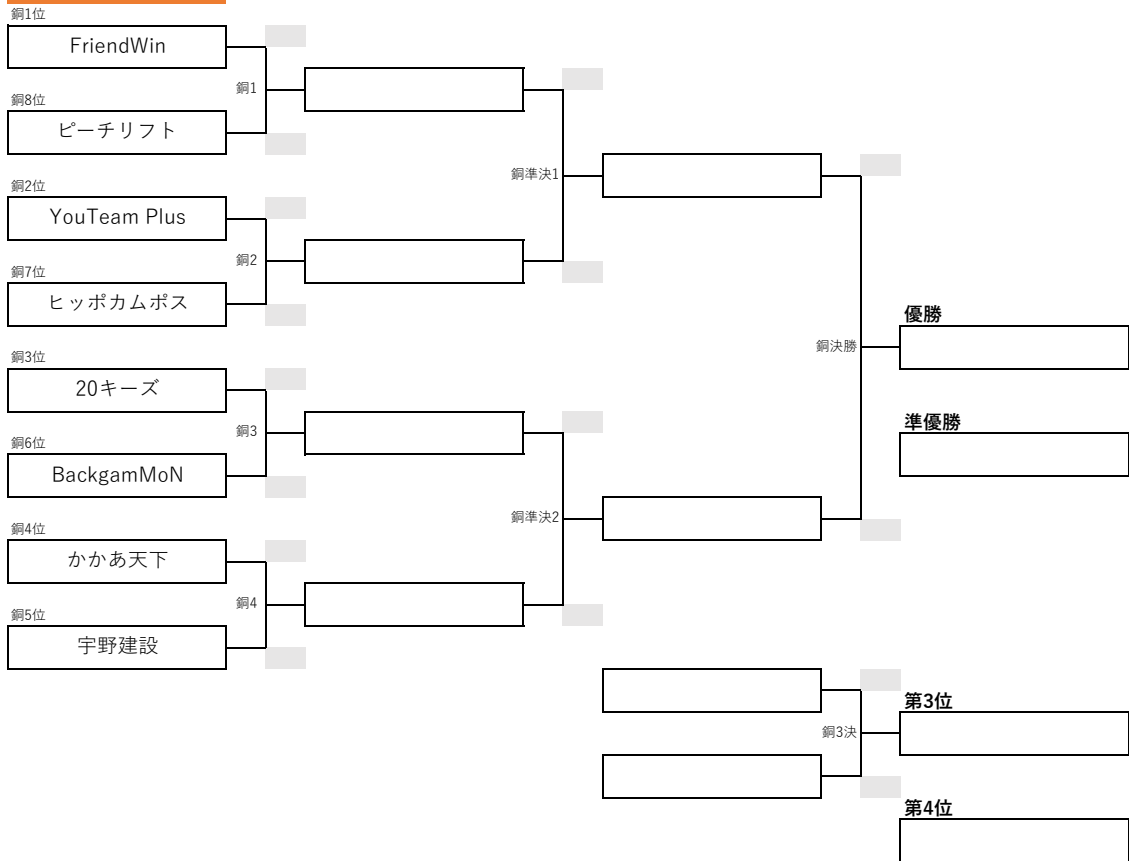 銅1位
FriendWin
銅1
銅8位
ピーチリフト
銅準決1
銅2位
YouTeam Plus
銅2
銅7位
ヒッポカムポス
優勝
銅決勝
銅3位
20キーズ
準優勝
銅3
銅6位
BackgamMoN
銅準決2
銅4位
かかあ天下
銅4
銅5位
宇野建設
第3位
銅3決
第4位